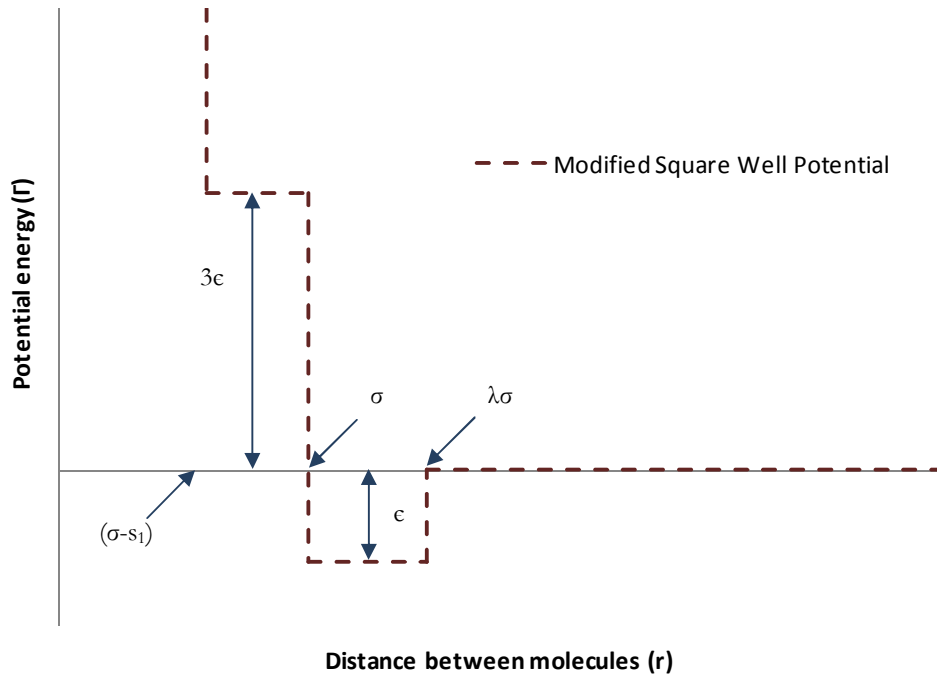 Potential energy (Γ)
Modified Square Well Potential
3ϵ
σ
λσ
ϵ
(σ-s₁)
Distance between molecules (r)